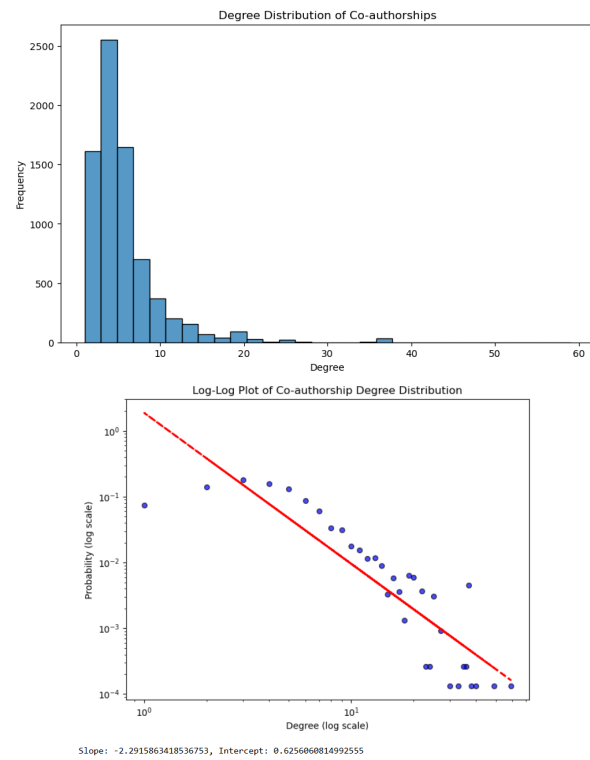 Degree Distribution of Co-authorships
2500
2000
1500
1000
500
0
Frequency
0 10 20 30 40 50 60
Degree
Log-Log Plot of Co-authorship Degree Distribution
10⁰
10⁻¹
10⁻²
10⁻³
10⁻⁴
Probability (log scale)
10⁰ 10¹
Degree (log scale)
Slope: -2.2915863418536753, Intercept: 0.6256060814992555